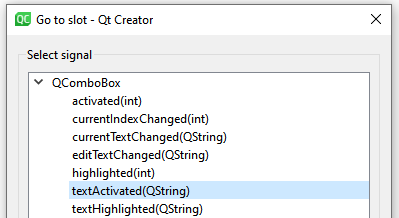 QC Go to slot - Qt Creator
Select signal
QComboBox
activated(int)
currentIndexChanged(int)
currentTextChanged(QString)
editTextChanged(QString)
highlighted(int)
textActivated(QString)
textHighlighted(QString)